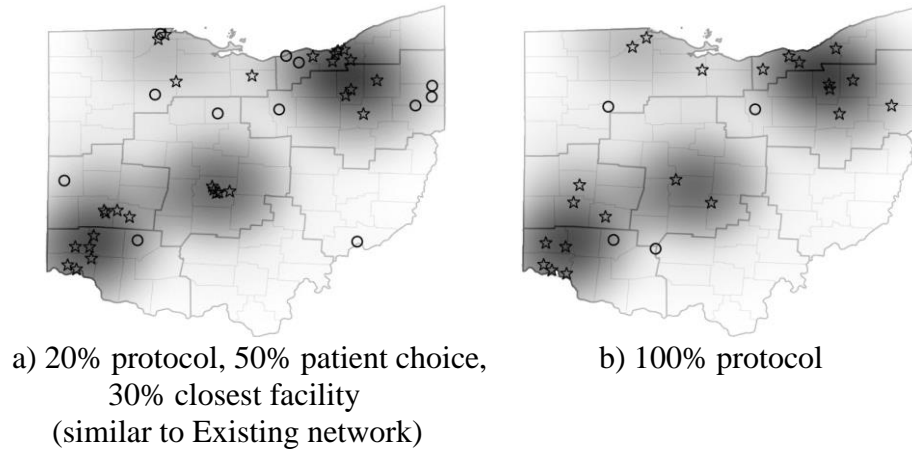 a) 20% protocol, 50% patient choice,
30% closest facility
(similar to Existing network)
b) 100% protocol